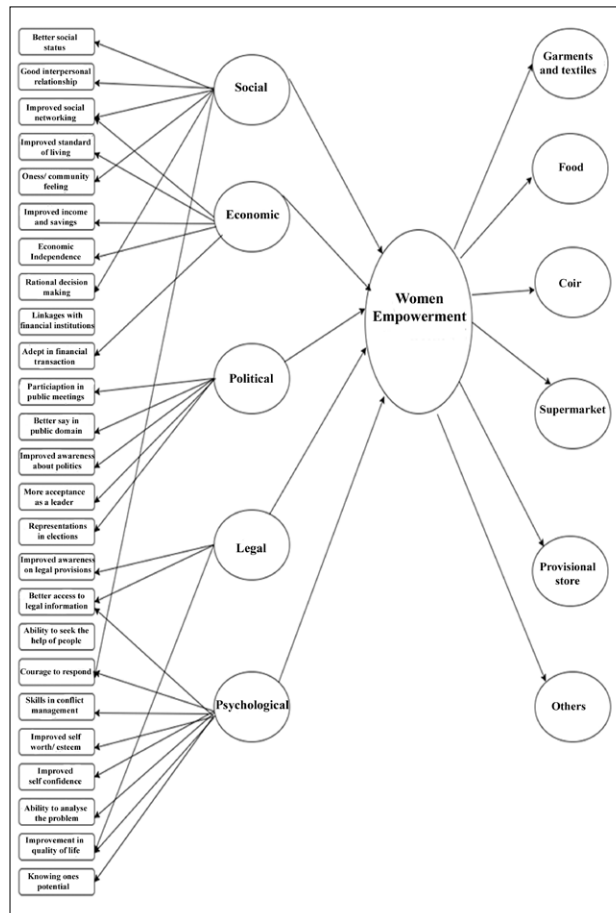 Better social
status
Good interpersonal
relationship
Improved social
networking
Improved standard
of living
Oness/ community
feeling
Improved income
and savings
Economic
Independence
Rational decision
making
Linkages with
financial institutions
Adept in financial
transaction
Particiaption in
public meetings
Better say in
public domain
Improved awareness
about politics
More acceptance
as a leader
Representations
in elections
Improved awareness
on legal provisions
Better access to
legal information
Ability to seek the
help of people
Courage to respond
Skills in conflict
management
Improved self
worth/ esteem
Improved
self confidence
Ability to analyse
the problem
Improvement in
quality of life
Knowing ones
potential
Social
Economic
Political
Legal
Psychological
Women
Empowerment
Garments
and textiles
Food
Coir
Supermarket
Provisional
store
Others